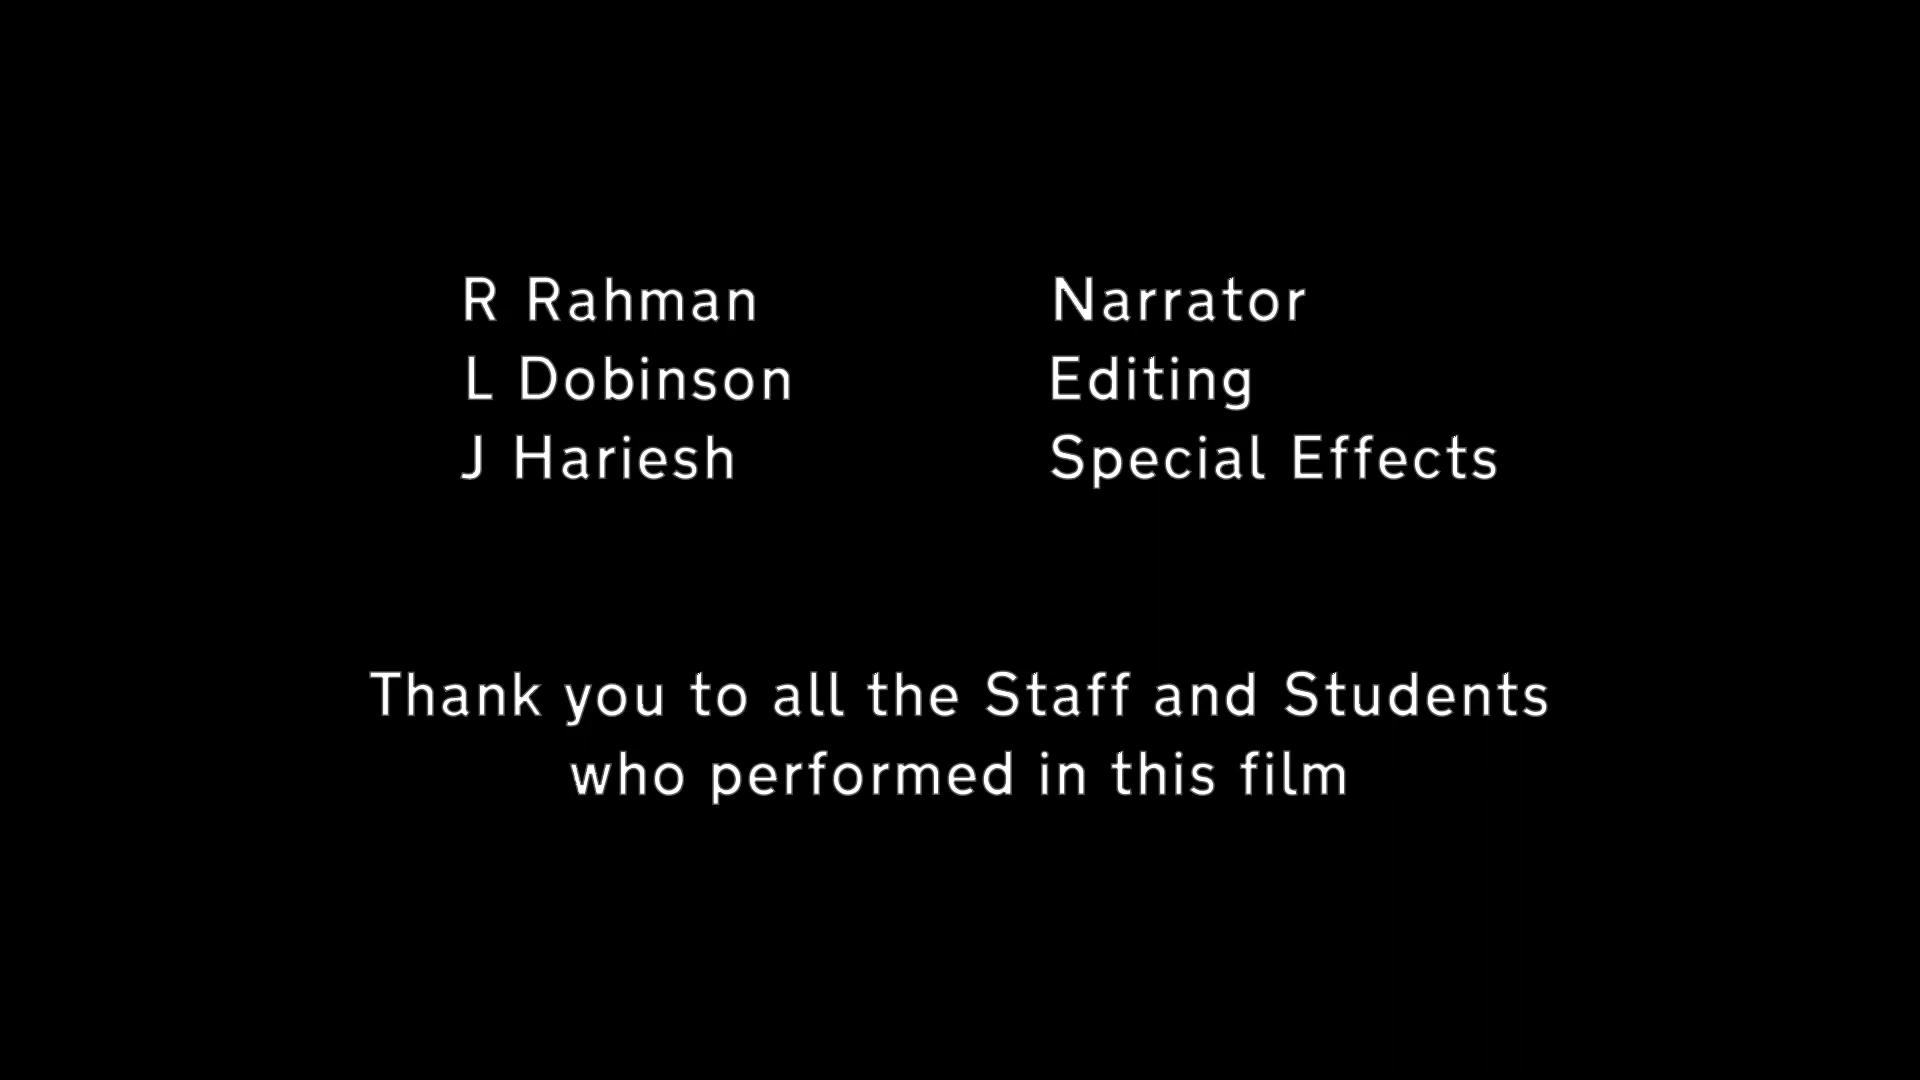 R Rahman Narrator
L Dobinson Editing
J Hariesh Special Effects
Thank you to all the Staff and Students
who performed in this film